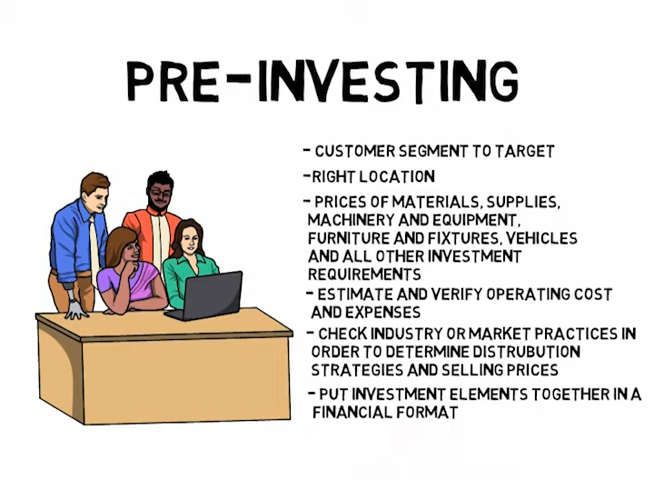 PRE-INVESTING
- CUSTOMER SEGMENT TO TARGET
-RIGHT LOCATION
- PRICES OF MATERIALS, SUPPLIES,
MACHINERY AND EQUIPMENT,
FURNITURE AND FIXTURES, VEHICLES
AND ALL OTHER INVESTMENT
REQUIREMENTS
- ESTIMATE AND VERIFY OPERATING COST
AND EXPENSES
- CHECK INDUSTRY OR MARKET PRACTICES IN
ORDER TO DETERMINE DISTRUBUTION
STRATEGIES AND SELLING PRICES
- PUT INVESTMENT ELEMENTS TOGETHER IN A
FINANCIAL FORMAT